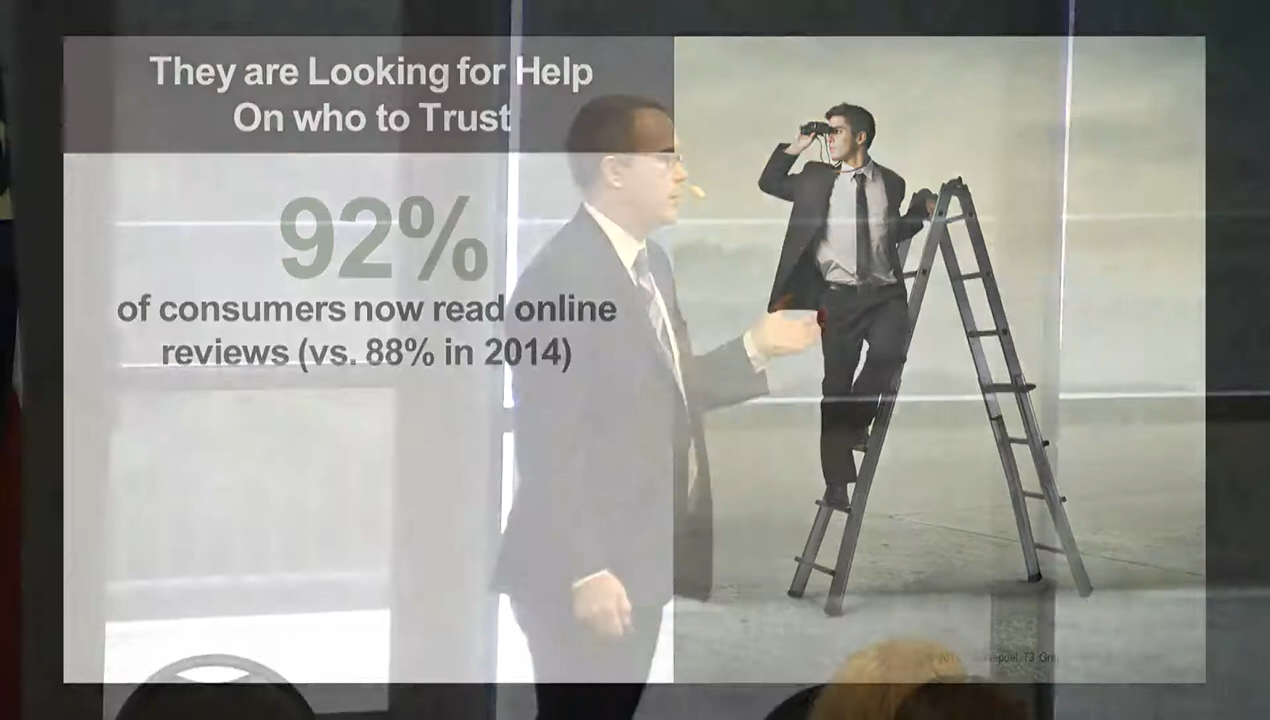 They are Looking for Help
On who to Trust
92%
of consumers now read online
reviews (vs. 88% in 2014)